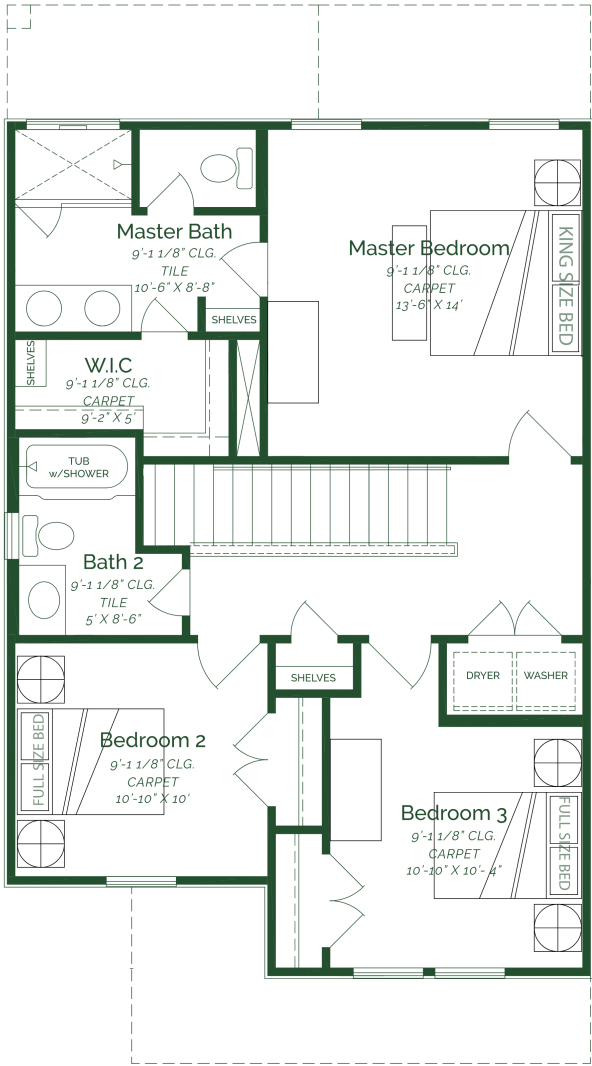 Master Bath
9'-1 1/8" CLG.
TILE
10'-6" X 8'-8"
SHELVES
Master Bedroom
9'-1 1/8" CLG.
CARPET
13'-6" X 14'
KING SIZE BED
SHELVES
W.I.C
9'-1 1/8" CLG.
CARPET
9'-2" X 5'
TUB
w/SHOWER
Bath 2
9'-1 1/8" CLG.
TILE
5' X 8'-6"
SHELVES
DRYER
WASHER
FULL SIZE BED
Bedroom 2
9'-1 1/8" CLG.
CARPET
10'-10" X 10'
Bedroom 3
9'-1 1/8" CLG.
CARPET
10'-10" X 10'- 4"
FULL SIZE BED